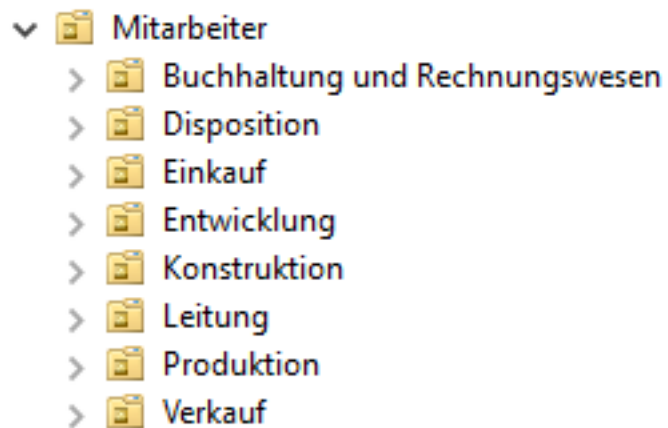 Mitarbeiter
Buchhaltung und Rechnungswesen
Disposition
Einkauf
Entwicklung
Konstruktion
Leitung
Produktion
Verkauf